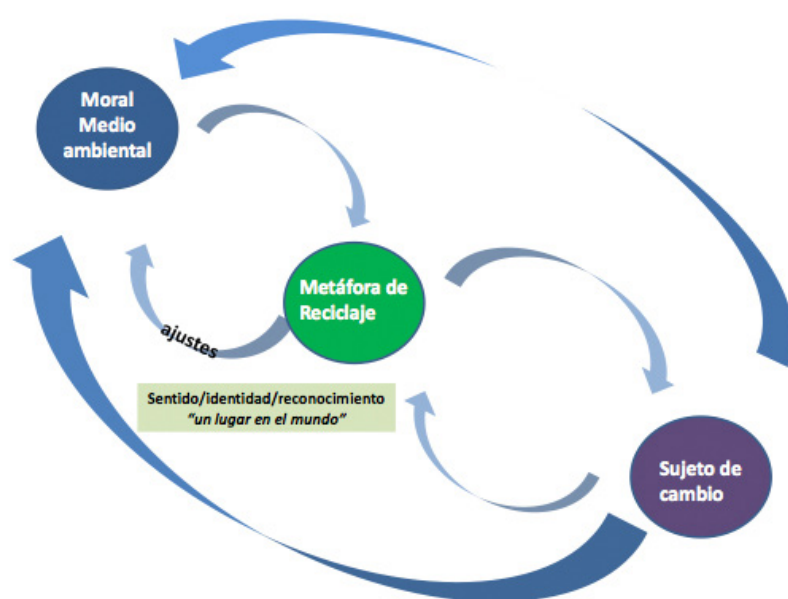 Moral
Medio
ambiental
Metáfora de
Reciclaje
ajustes
Sentido/identidad/reconocimiento
“un lugar en el mundo”
Sujeto de
cambio